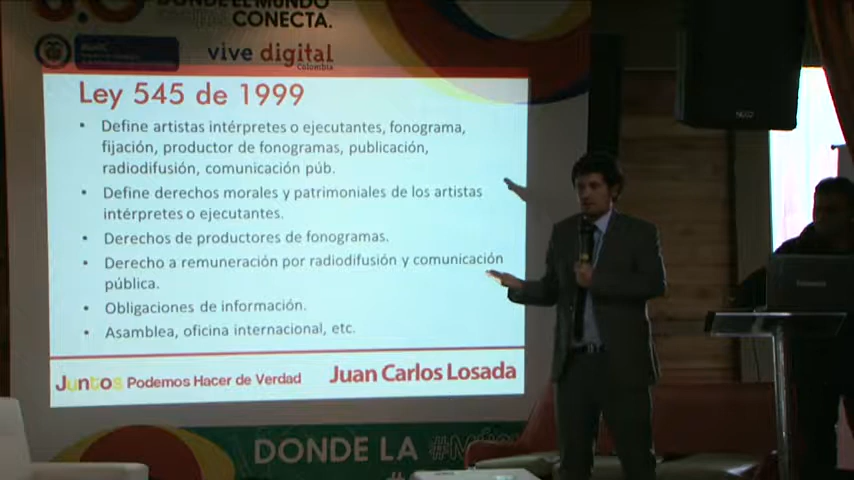 DONDE EL MUNDO
CONECTA.
vive digital
Colombia
Ley 545 de 1999
• Define artistas intérpretes o ejecutantes, fonograma,
fijación, productor de fonogramas, publicación,
radiodifusión, comunicación púb.
• Define derechos morales y patrimoniales de los artistas
intérpretes o ejecutantes.
• Derechos de productores de fonogramas.
• Derecho a remuneración por radiodifusión y comunicación
pública.
• Obligaciones de información.
• Asamblea, oficina internacional, etc.
Juntos Podemos Hacer de Verdad
Juan Carlos Losada
DONDE LA